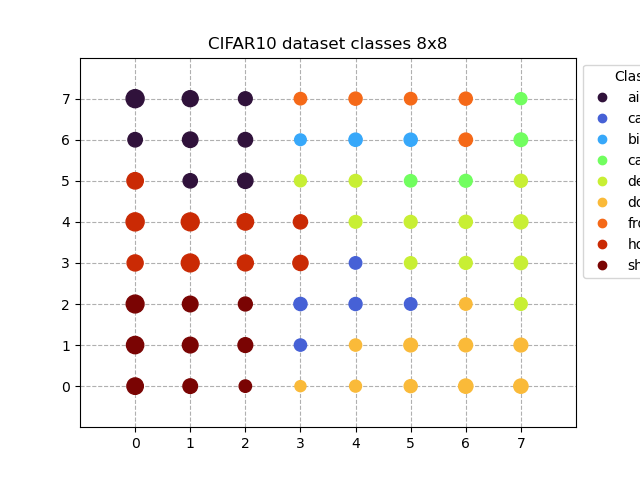 CIFAR10 dataset classes 8x8
Clas
ai
ca
bi
ca
de
do
fro
ho
sh
7
6
5
4
3
2
1
0
0 1 2 3 4 5 6 7